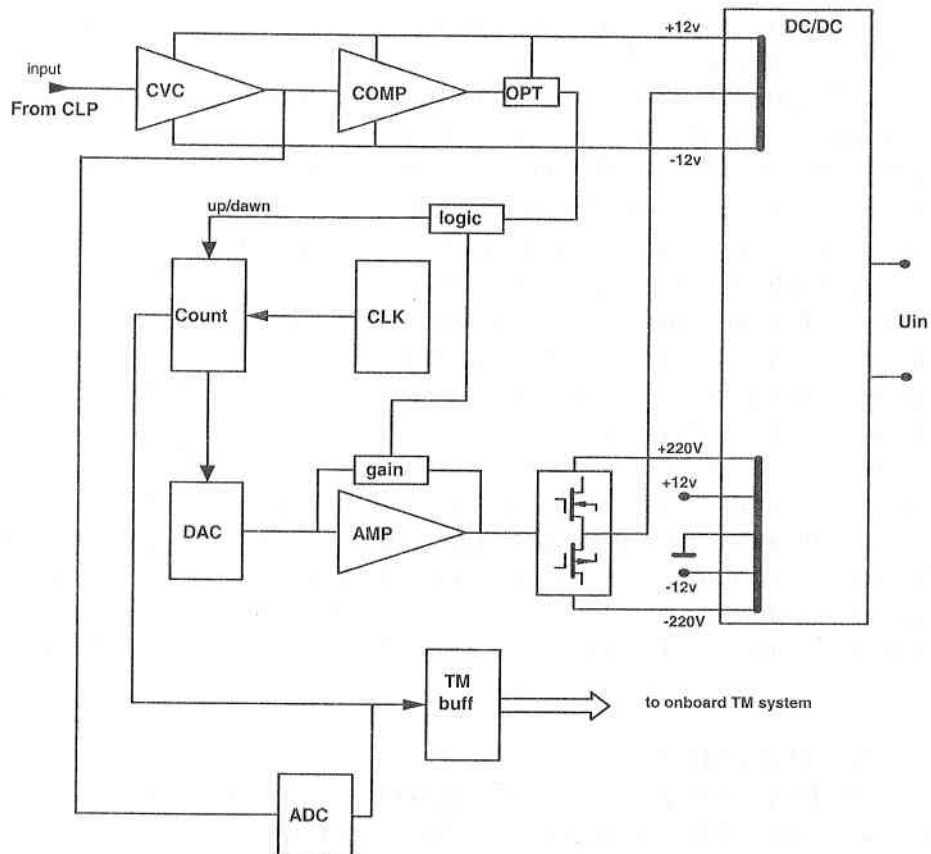 +12v
DC/DC
input
CVC
COMP
OPT
From CLP
-12v
up/dawn
logic
Count
CLK
Uin
+220V
gain
+12v
DAC
AMP
-12v
-220V
TM
buff
to onboard TM system
ADC